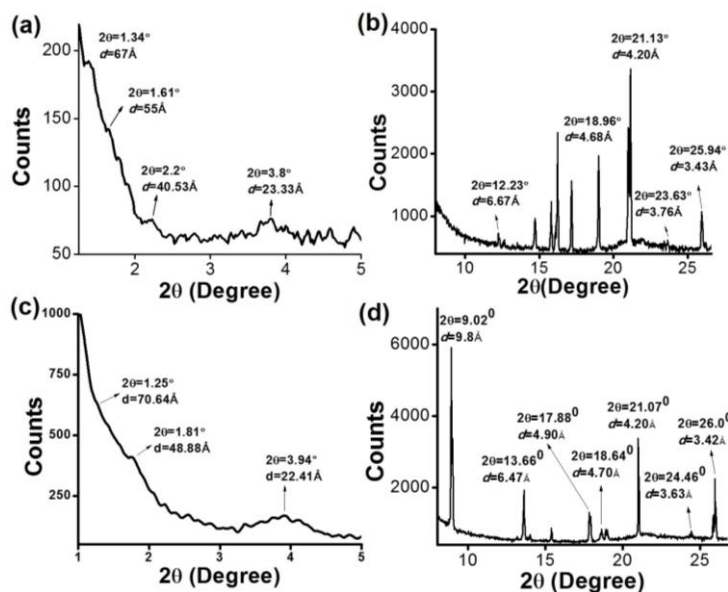 (a)
2θ=1.34°
d=67Å
2θ=1.61°
d=55Å
2θ=2.2°
d=40.53Å
2θ=3.8°
d=23.33Å
200
150
100
50
Counts
2
3
4
5
2θ (Degree)
(b)
2θ=21.13°
d=4.20Å
2θ=18.96°
d=4.68Å
2θ=25.94°
d=3.43Å
2θ=12.23°
d=6.67Å
2θ=23.63°
d=3.76Å
4000
3000
2000
1000
Counts
10
15
20
25
2θ(Degree)
(c)
2θ=1.25°
d=70.64Å
2θ=1.81°
d=48.88Å
2θ=3.94°
d=22.41Å
1000
750
500
250
Counts
1
2
3
4
5
2θ (Degree)
(d)
2θ=9.02⁰
d=9.8Å
2θ=17.88⁰
d=4.90Å
2θ=21.07⁰
d=4.20Å
2θ=26.0⁰
d=3.42Å
2θ=13.66⁰
d=6.47Å
2θ=18.64⁰
d=4.70Å
2θ=24.46⁰
d=3.63Å
6000
4000
2000
Counts
10
15
20
25
2θ (Degree)